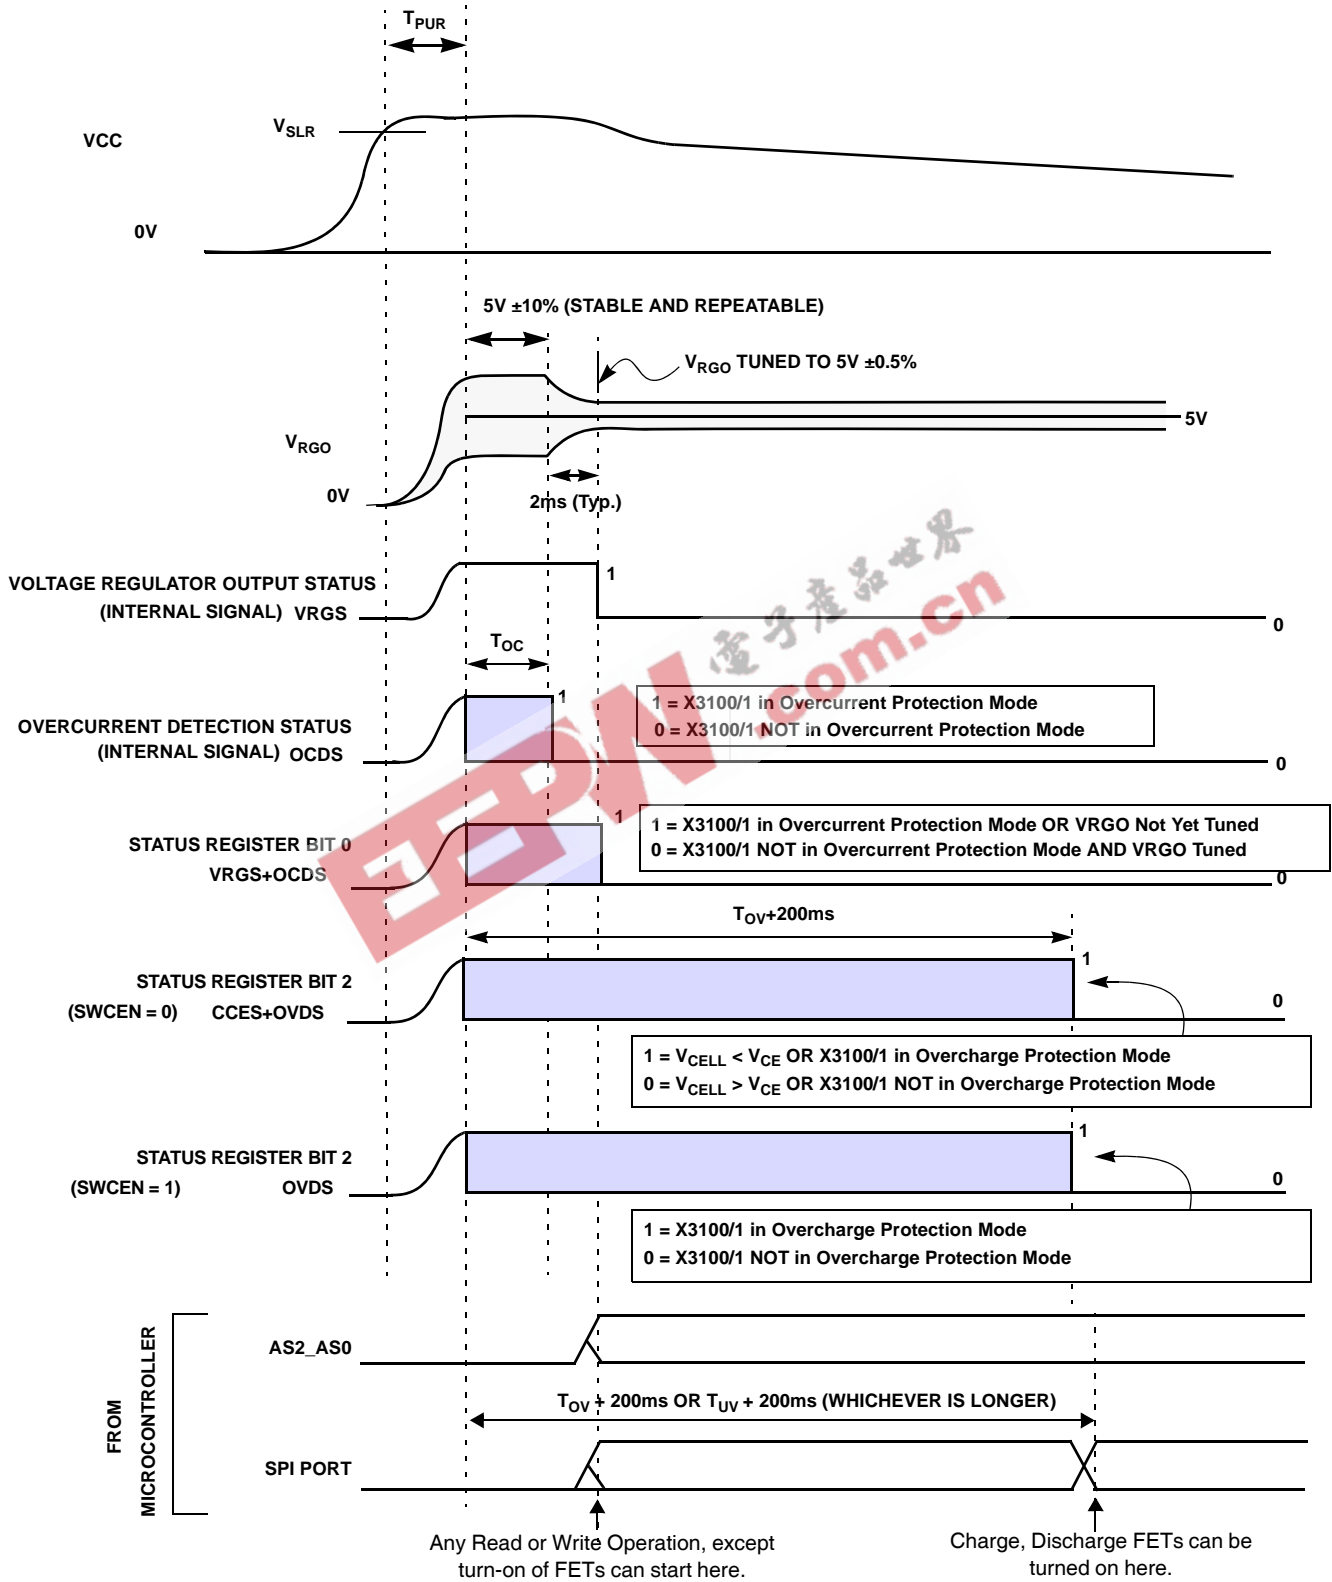 TPUR
VSLR
VCC
0V
5V ±10% (STABLE AND REPEATABLE)
VRGO TUNED TO 5V ±0.5%
5V
VRGO
0V
2ms (Typ.)
VOLTAGE REGULATOR OUTPUT STATUS
(INTERNAL SIGNAL) VRGS
1
0
TOC
OVERCURRENT DETECTION STATUS
(INTERNAL SIGNAL) OCDS
1
1 = X3100/1 in Overcurrent Protection Mode
0 = X3100/1 NOT in Overcurrent Protection Mode
0
STATUS REGISTER BIT 0
VRGS+OCDS
1
1 = X3100/1 in Overcurrent Protection Mode OR VRGO Not Yet Tuned
0 = X3100/1 NOT in Overcurrent Protection Mode AND VRGO Tuned
0
TOV+200ms
STATUS REGISTER BIT 2
(SWCEN = 0) CCES+OVDS
1
0
1 = VCELL < VCE OR X3100/1 in Overcharge Protection Mode
0 = VCELL > VCE OR X3100/1 NOT in Overcharge Protection Mode
STATUS REGISTER BIT 2
(SWCEN = 1) OVDS
1
0
1 = X3100/1 in Overcharge Protection Mode
0 = X3100/1 NOT in Overcharge Protection Mode
FROM
MICROCONTROLLER
AS2_AS0
TOV + 200ms OR TUV + 200ms (WHICHEVER IS LONGER)
SPI PORT
Any Read or Write Operation, except
turn-on of FETs can start here.
Charge, Discharge FETs can be
turned on here.
EEPW
.com.cn
電子產品世界